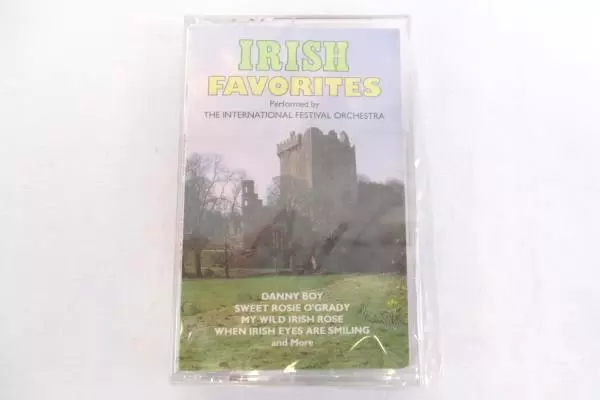 IRISH
FAVORITES
Performed by
THE INTERNATIONAL FESTIVAL ORCHESTRA
DANNY BOY
SWEET ROSIE O'GRADY
MY WILD IRISH ROSE
WHEN IRISH EYES ARE SMILING
and More